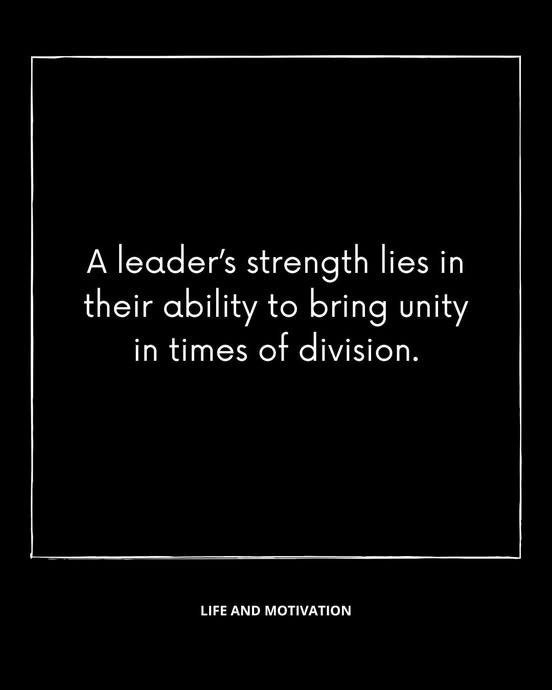 A leader’s strength lies in
their ability to bring unity
in times of division.
LIFE AND MOTIVATION